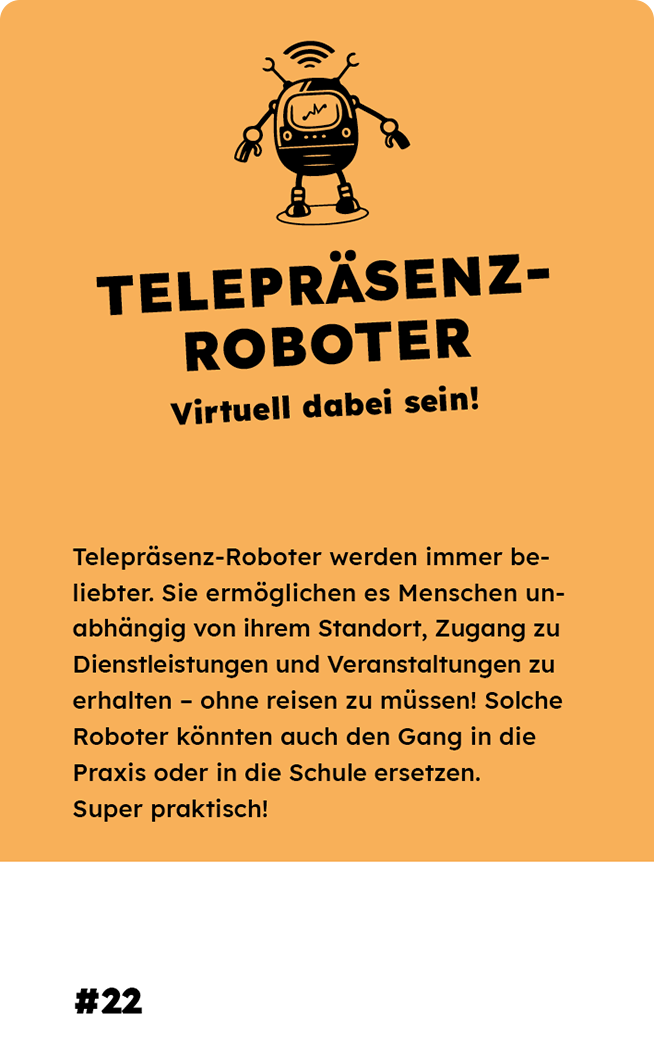 TELEPRÄSENZ-
ROBOTER
Virtuell dabei sein!
Telepräsenz-Roboter werden immer be-
liebter. Sie ermöglichen es Menschen un-
abhängig von ihrem Standort, Zugang zu
Dienstleistungen und Veranstaltungen zu
erhalten – ohne reisen zu müssen! Solche
Roboter könnten auch den Gang in die
Praxis oder in die Schule ersetzen.
Super praktisch!
#22